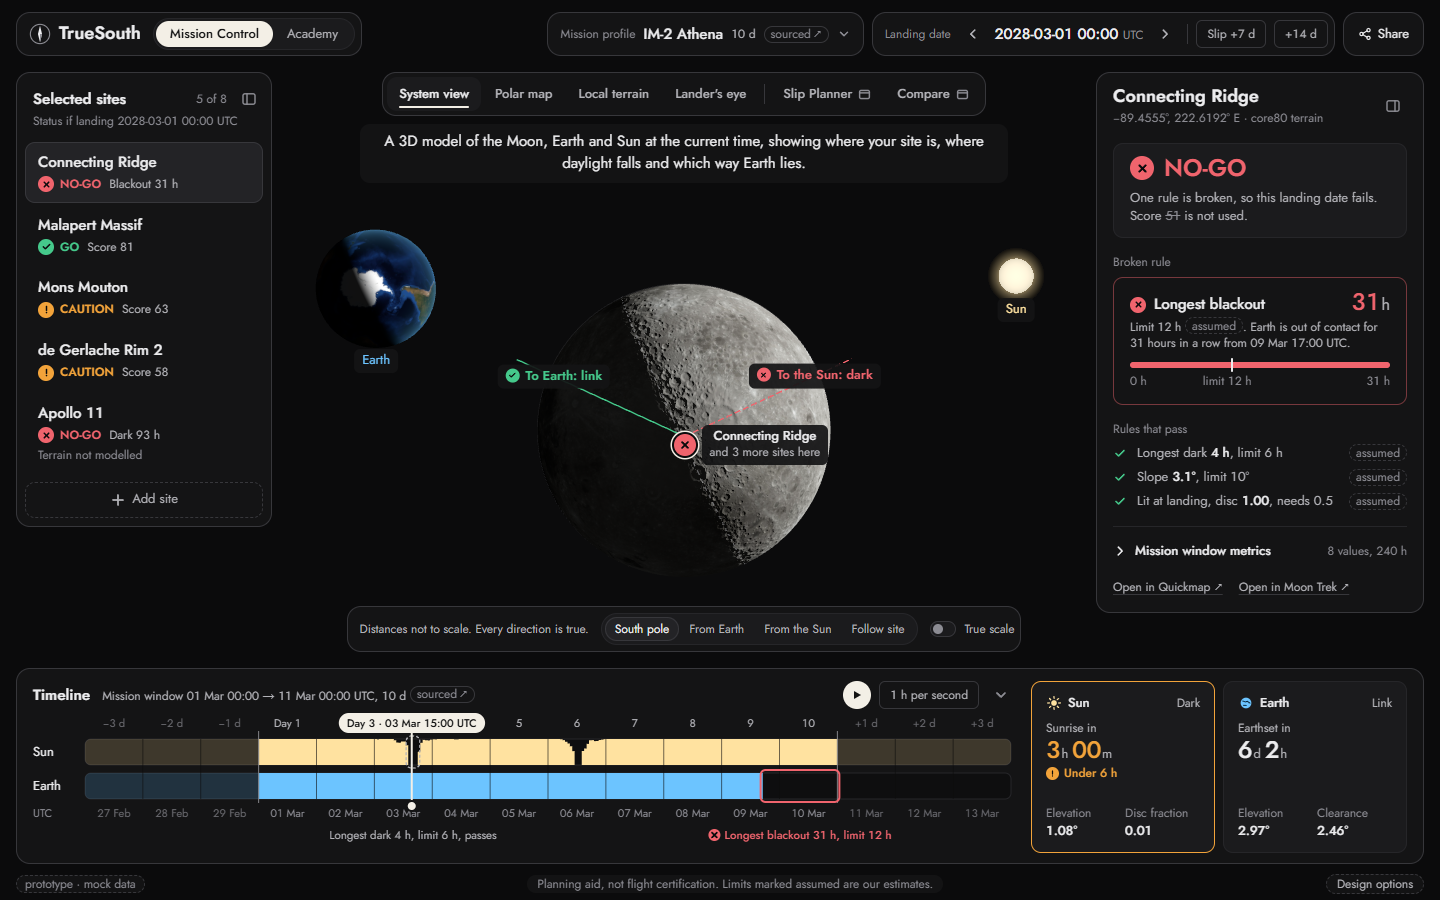 TrueSouth
Mission Control
Academy
Mission profile IM-2 Athena 10 d sourced ↗
Landing date 2028-03-01 00:00 UTC
Slip +7 d
+14 d
Share
Selected sites 5 of 8
Status if landing 2028-03-01 00:00 UTC
Connecting Ridge
NO-GO Blackout 31 h
Malapert Massif
GO Score 81
Mons Mouton
CAUTION Score 63
de Gerlache Rim 2
CAUTION Score 58
Apollo 11
NO-GO Dark 93 h
Terrain not modelled
Add site
System view
Polar map
Local terrain
Lander's eye
Slip Planner
Compare
A 3D model of the Moon, Earth and Sun at the current time, showing where your site is, where
daylight falls and which way Earth lies.
Earth
Sun
To Earth: link
To the Sun: dark
Connecting Ridge
and 3 more sites here
Distances not to scale. Every direction is true.
South pole
From Earth
From the Sun
Follow site
True scale
Connecting Ridge
−89.4555°, 222.6192° E · core80 terrain
NO-GO
One rule is broken, so this landing date fails.
Score 51 is not used.
Broken rule
Longest blackout 31 h
Limit 12 h assumed. Earth is out of contact for
31 hours in a row from 09 Mar 17:00 UTC.
0 h limit 12 h 31 h
Rules that pass
Longest dark 4 h, limit 6 h assumed
Slope 3.1°, limit 10° assumed
Lit at landing, disc 1.00, needs 0.5 assumed
Mission window metrics 8 values, 240 h
Open in Quickmap ↗ Open in Moon Trek ↗
Timeline Mission window 01 Mar 00:00 → 11 Mar 00:00 UTC, 10 d sourced ↗
1 h per second
−3 d −2 d −1 d Day 1 Day 3 · 03 Mar 15:00 UTC 5 6 7 8 9 10 +1 d +2 d +3 d
Sun
Earth
UTC 27 Feb 28 Feb 29 Feb 01 Mar 02 Mar 03 Mar 04 Mar 05 Mar 06 Mar 07 Mar 08 Mar 09 Mar 10 Mar 11 Mar 12 Mar 13 Mar
Longest dark 4 h, limit 6 h, passes
Longest blackout 31 h, limit 12 h
Sun Dark
Sunrise in
3 h 00 m
Under 6 h
Elevation Disc fraction
1.08° 0.01
Earth Link
Earthset in
6 d 2 h
Elevation Clearance
2.97° 2.46°
prototype · mock data
Planning aid, not flight certification. Limits marked assumed are our estimates.
Design options